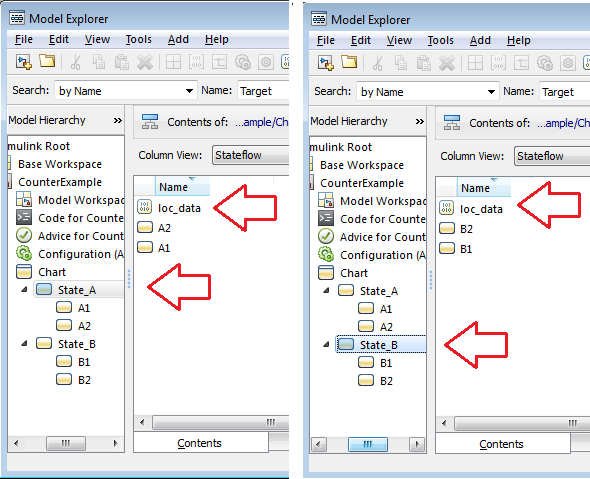 Model Explorer
File Edit View Tools Add Help
Search: by Name Name: Target
Model Hierarchy »
Contents of: ...ample/Ch
mulink Root
Column View: Stateflow
Base Workspace
CounterExample
Name
Model Workspac
loc_data
Code for Counte
A2
Advice for Count
A1
Configuration (A
Chart
State_A
A1
A2
State_B
B1
B2
Contents
Model Explorer
File Edit View Tools Add Help
Search: by Name Name: Target
Model Hierarchy »
Contents of: ...ample/Ch
mulink Root
Column View: Stateflow
Base Workspace
CounterExample
Name
Model Workspac
loc_data
Code for Counte
B2
Advice for Count
B1
Configuration (A
Chart
State_A
A1
A2
State_B
B1
B2
Contents